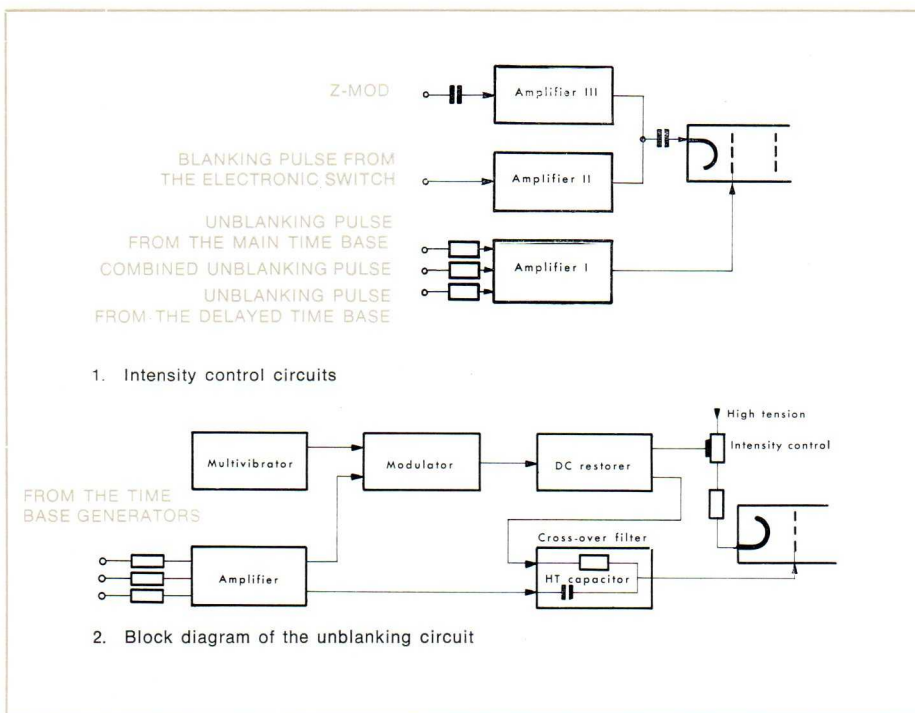 Z-MOD
Amplifier III
BLANKING PULSE FROM
THE ELECTRONIC SWITCH
Amplifier II
UNBLANKING PULSE
FROM THE MAIN TIME BASE
COMBINED UNBLANKING PULSE
Amplifier I
UNBLANKING PULSE
FROM THE DELAYED TIME BASE
1. Intensity control circuits
High tension
Multivibrator
Modulator
DC restorer
Intensity control
FROM THE TIME
BASE GENERATORS
Cross-over filter
Amplifier
HT capacitor
2. Block diagram of the unblanking circuit